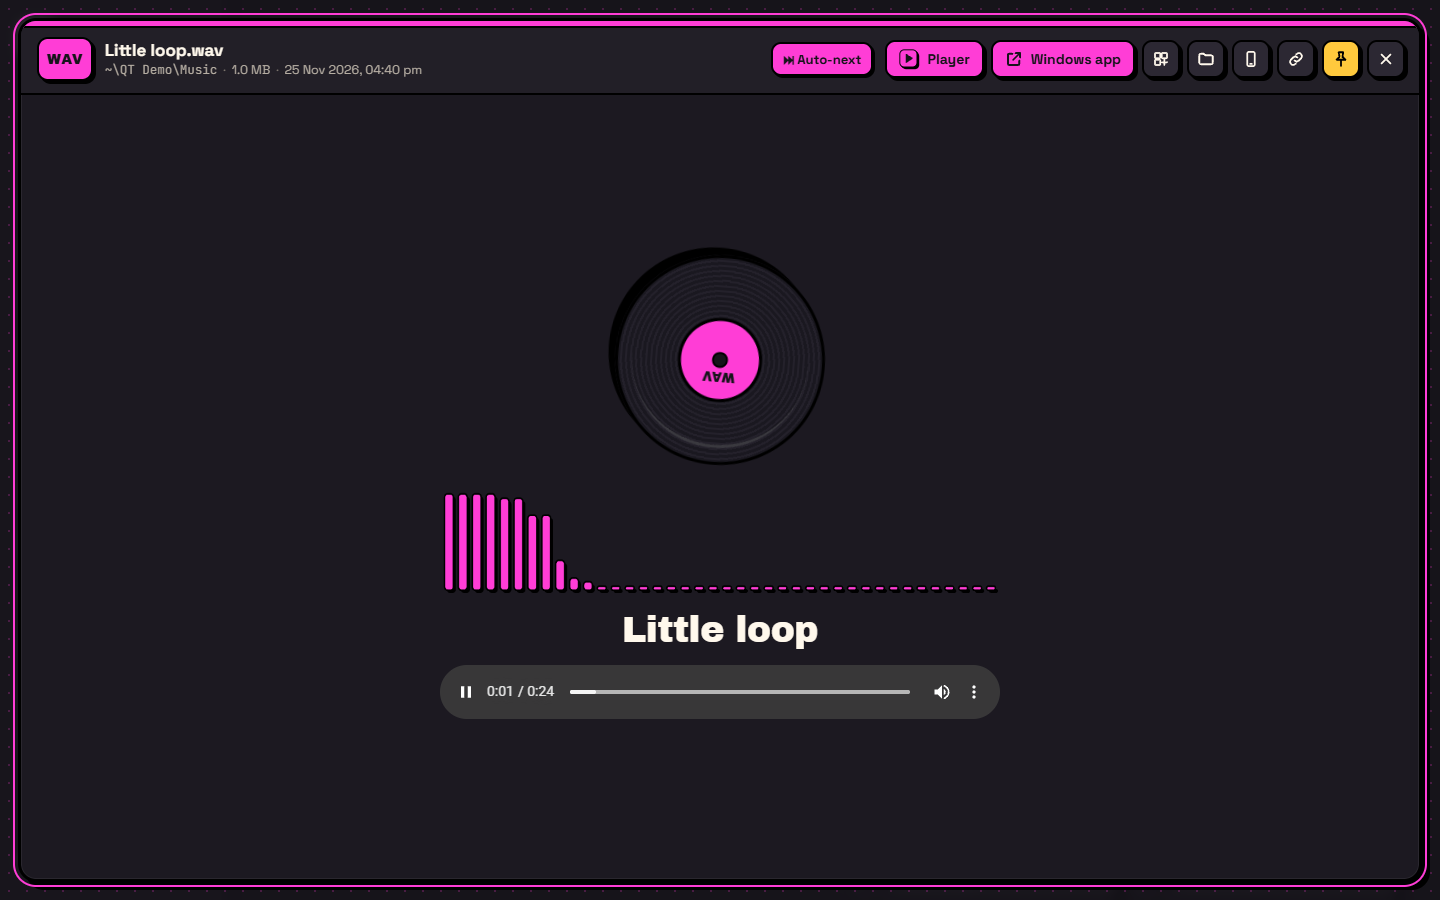 WAV
Little loop.wav
~\QT Demo\Music · 1.0 MB · 25 Nov 2026, 04:40 pm
Auto-next
Player
Windows app
WAV
Little loop
0:01 / 0:24